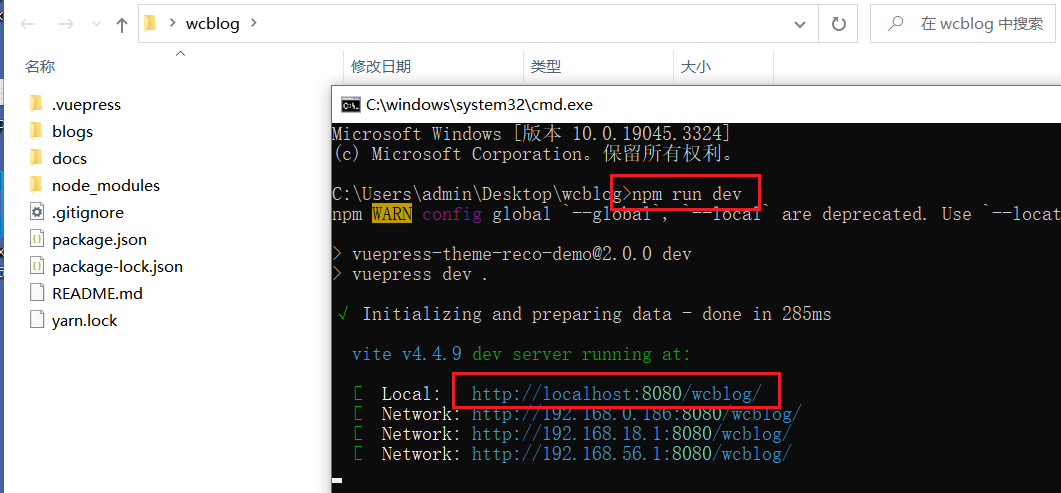 wcblog
在 wcblog 中搜索
名称 修改日期 类型 大小
.vuepress
blogs
docs
node_modules
.gitignore
package.json
package-lock.json
README.md
yarn.lock
C:\windows\system32\cmd.exe
Microsoft Windows [版本 10.0.19045.3324]
(c) Microsoft Corporation。保留所有权利。
C:\Users\admin\Desktop\wcblog>npm run dev
npm WARN config global `--global`, `--local` are deprecated. Use `--locat
> vuepress-theme-reco-demo@2.0.0 dev
> vuepress dev .
√ Initializing and preparing data - done in 285ms
vite v4.4.9 dev server running at:
Local: http://localhost:8080/wcblog/
Network: http://192.168.0.186:8080/wcblog/
Network: http://192.168.18.1:8080/wcblog/
Network: http://192.168.56.1:8080/wcblog/